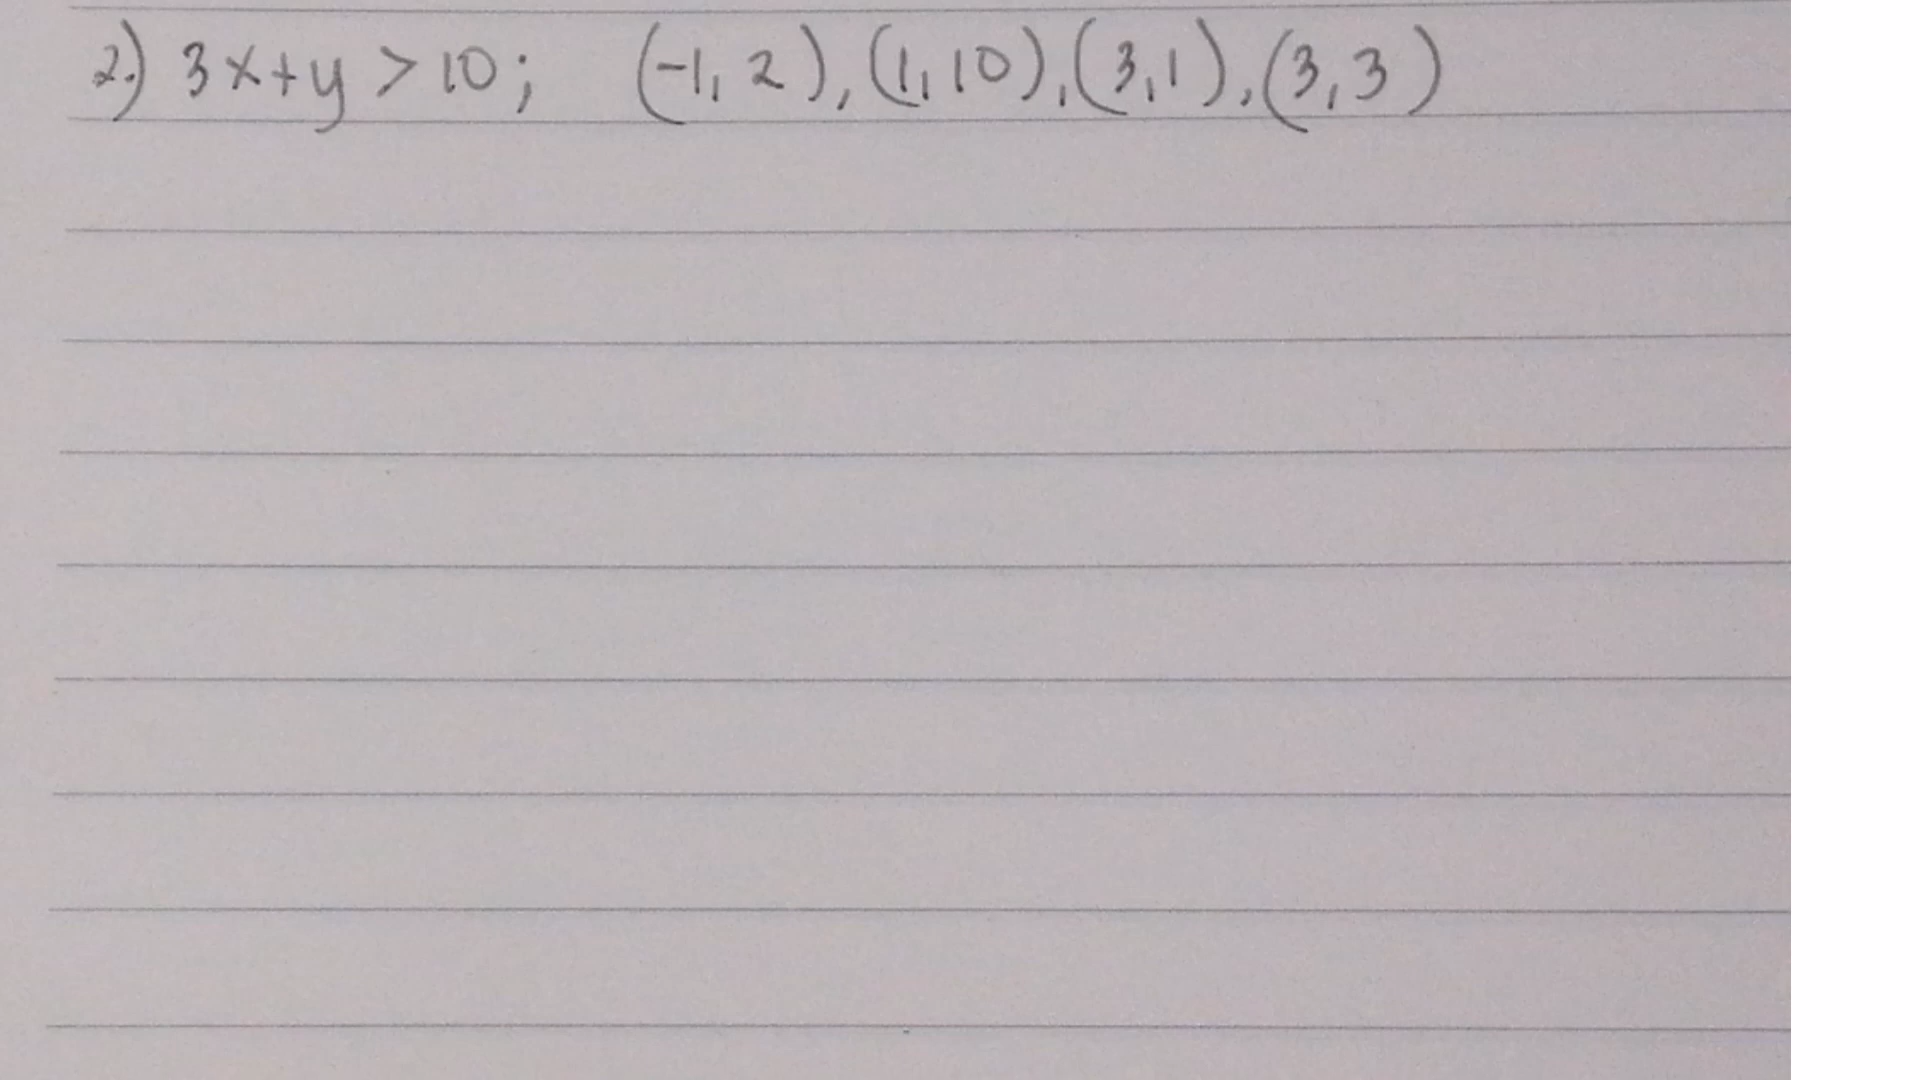 2.) 3x+y > 10; (-1, 2), (1, 10), (3, 1), (3, 3)